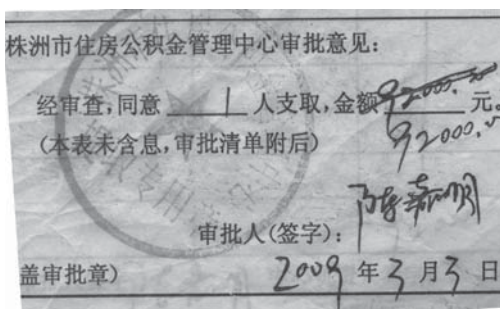 株洲市住房公积金管理中心审批意见：
经审查，同意 1 人支取，金额 92000.00 元。
92000.00
（本表未含息，审批清单附后）
审批人（签字）：
盖审批章）
2009 年 3 月 3 日